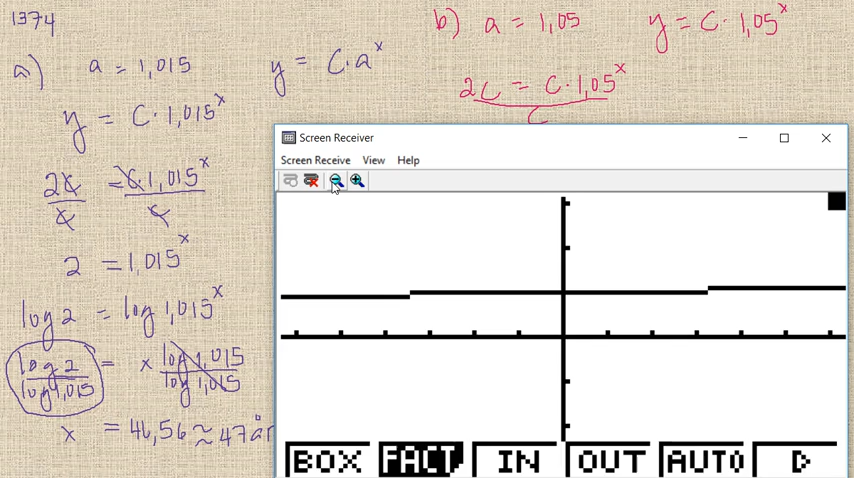 1374
a) a = 1,015 y = C·a^x
y = C·1,015^x
2C/C = C·1,015^x/C
2 = 1,015^x
log 2 = log 1,015^x
log 2/log 1,015 = x log 1,015/log 1,015
x = 46,56 ≈ 47 år
b) a = 1,05 y = C·1,05^x
2C = C·1,05^x
C
Screen Receiver
Screen Receive View Help
BOX FACT IN OUT AUTO